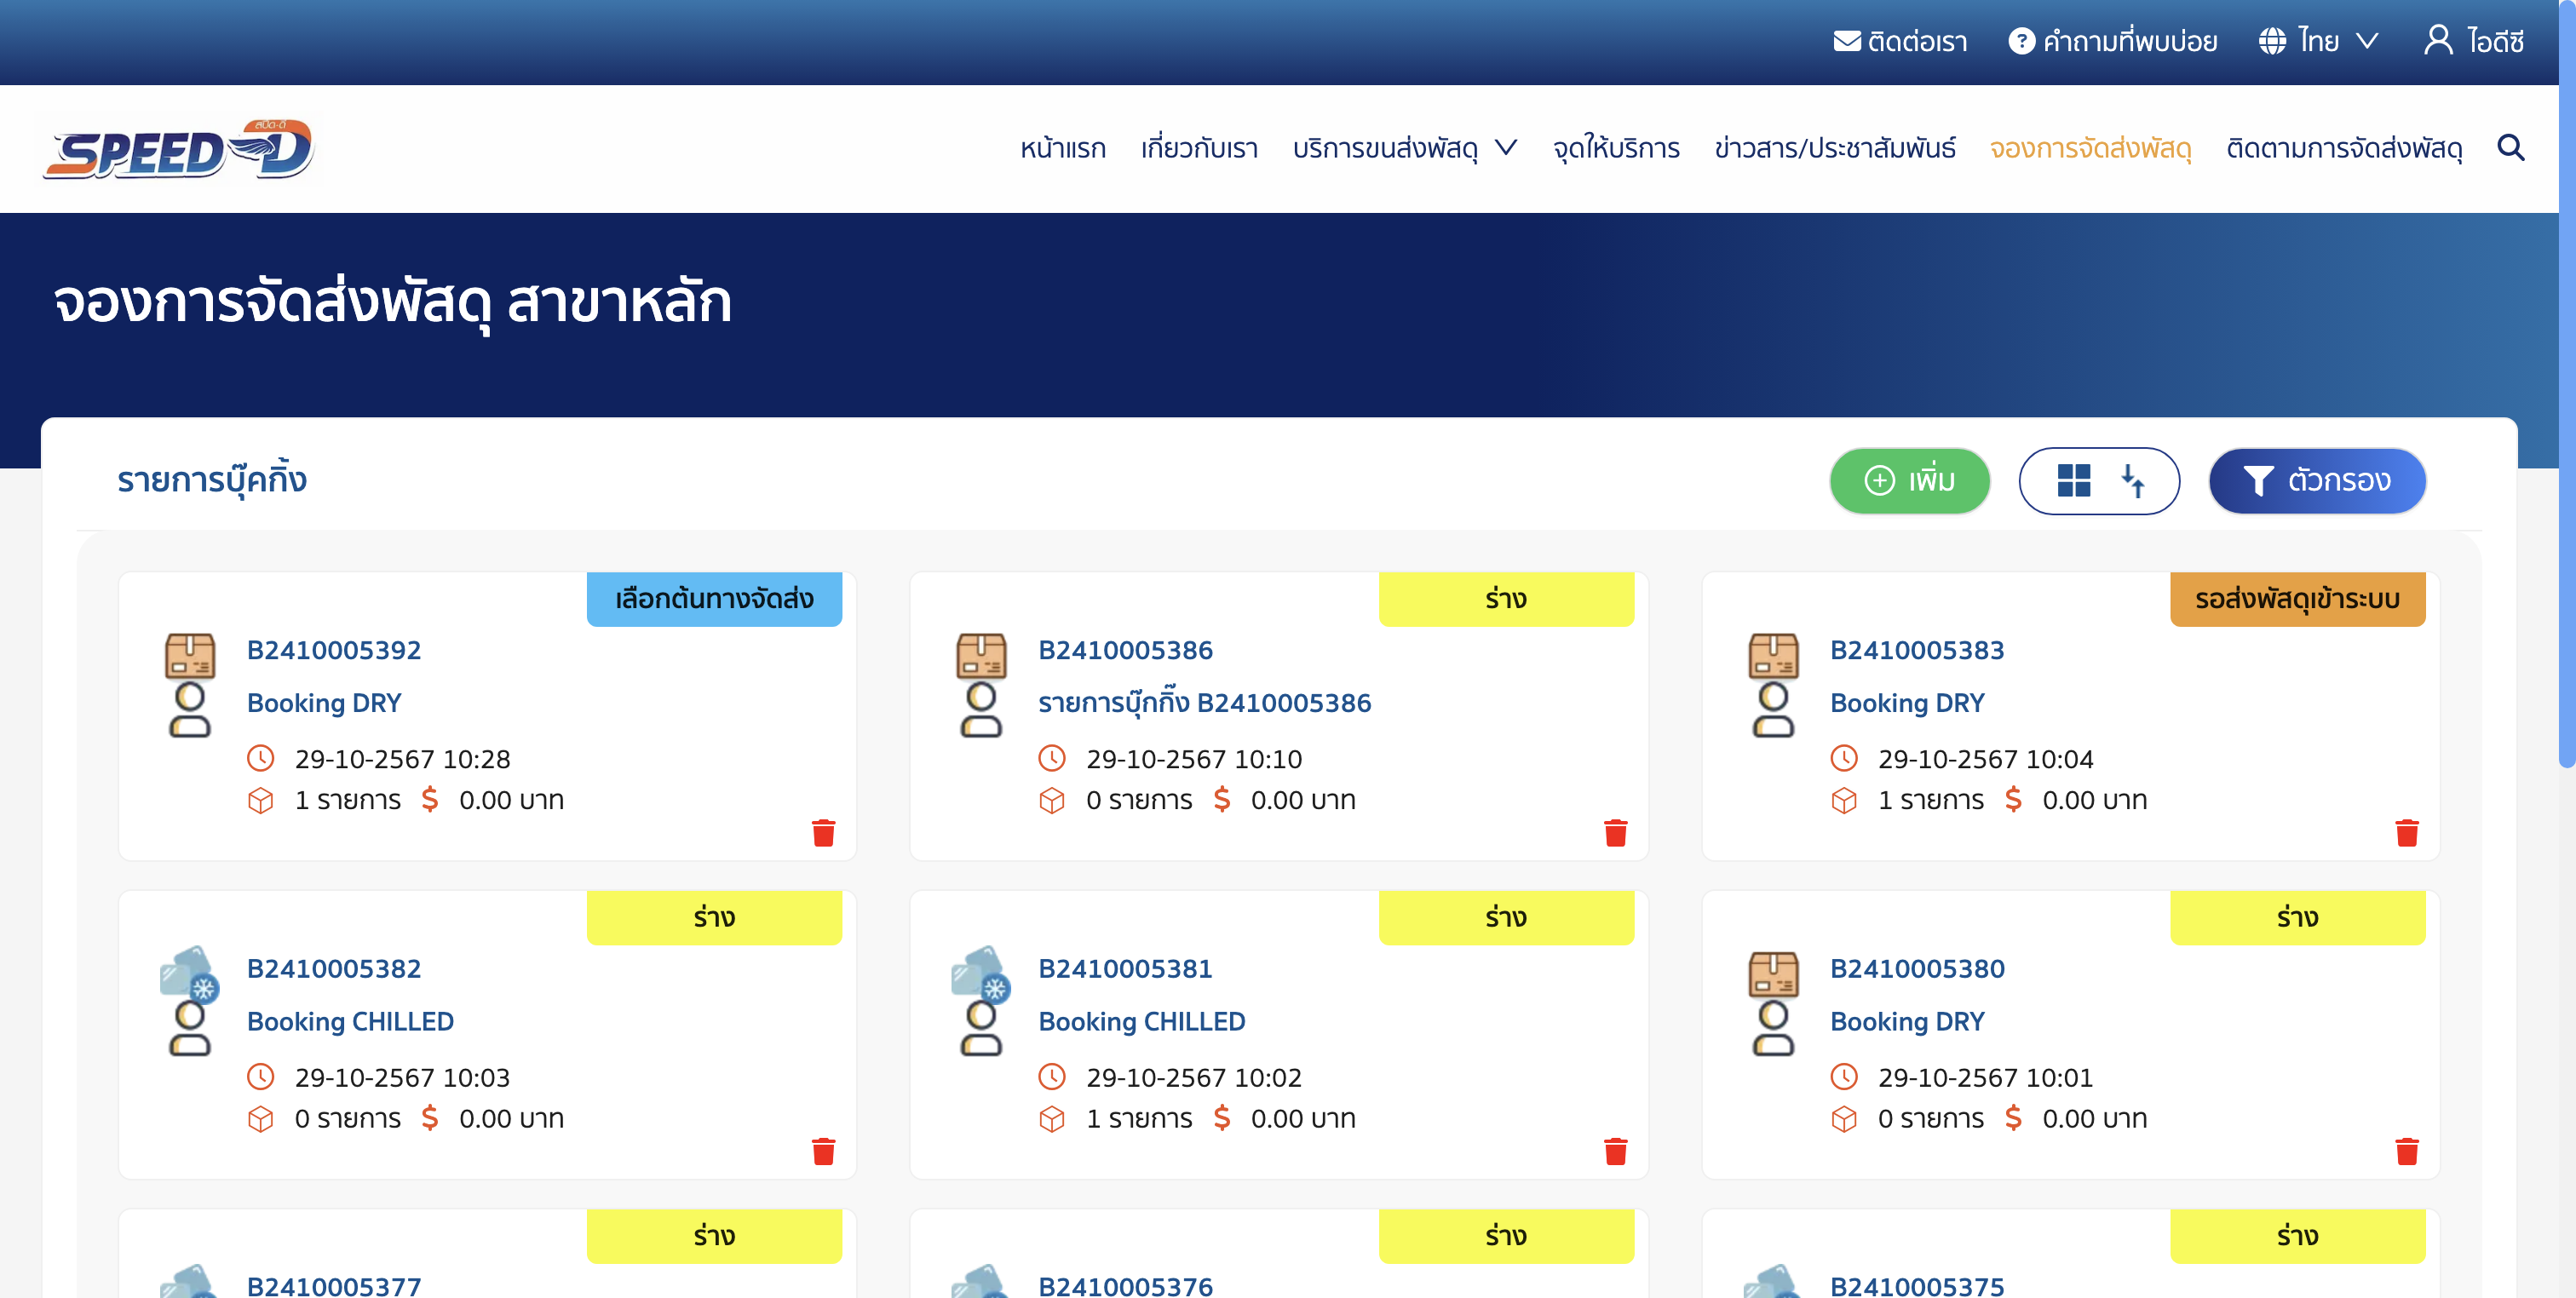 ติดต่อเรา คำถามที่พบบ่อย ไทย ไอดีซี
สปีด-ดี
SPEED-D
หน้าแรก เกี่ยวกับเรา บริการขนส่งพัสดุ จุดให้บริการ ข่าวสาร/ประชาสัมพันธ์ จองการจัดส่งพัสดุ ติดตามการจัดส่งพัสดุ
จองการจัดส่งพัสดุ สาขาหลัก
รายการบุ๊คกิ้ง
เพิ่ม
ตัวกรอง
เลือกต้นทางจัดส่ง
B2410005392
Booking DRY
29-10-2567 10:28
1 รายการ $ 0.00 บาท
ร่าง
B2410005386
รายการบุ๊กกิ๊ง B2410005386
29-10-2567 10:10
0 รายการ $ 0.00 บาท
รอส่งพัสดุเข้าระบบ
B2410005383
Booking DRY
29-10-2567 10:04
1 รายการ $ 0.00 บาท
ร่าง
B2410005382
Booking CHILLED
29-10-2567 10:03
0 รายการ $ 0.00 บาท
ร่าง
B2410005381
Booking CHILLED
29-10-2567 10:02
1 รายการ $ 0.00 บาท
ร่าง
B2410005380
Booking DRY
29-10-2567 10:01
0 รายการ $ 0.00 บาท
ร่าง
B2410005377
ร่าง
B2410005376
ร่าง
B2410005375